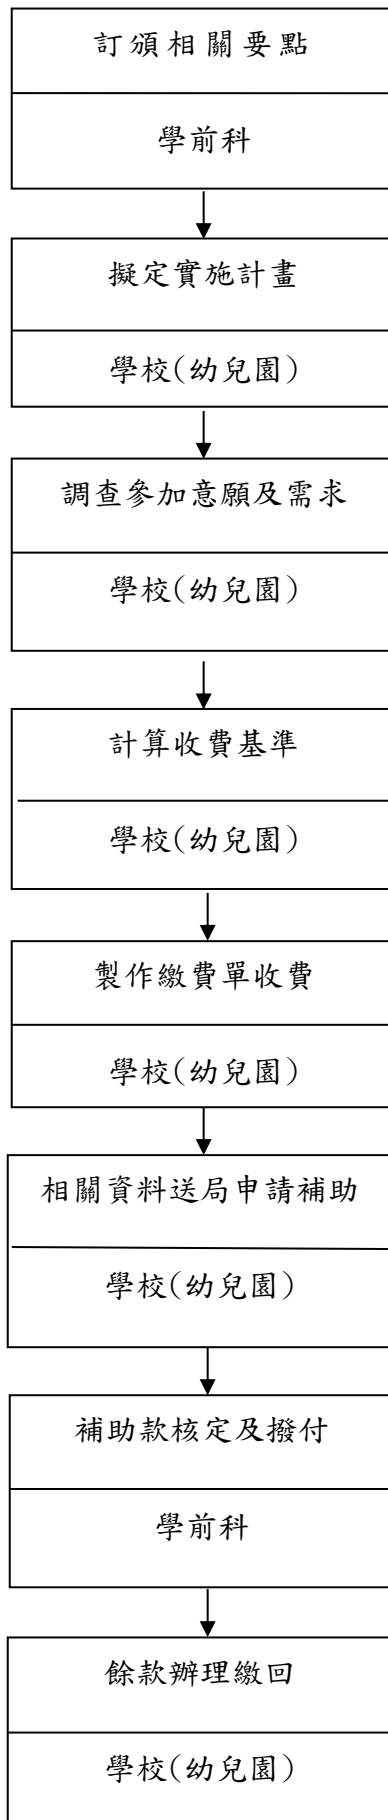 訂頒相關要點
學前科
擬定實施計畫
學校(幼兒園)
調查參加意願及需求
學校(幼兒園)
計算收費基準
學校(幼兒園)
製作繳費單收費
學校(幼兒園)
相關資料送局申請補助
學校(幼兒園)
補助款核定及撥付
學前科
餘款辦理繳回
學校(幼兒園)